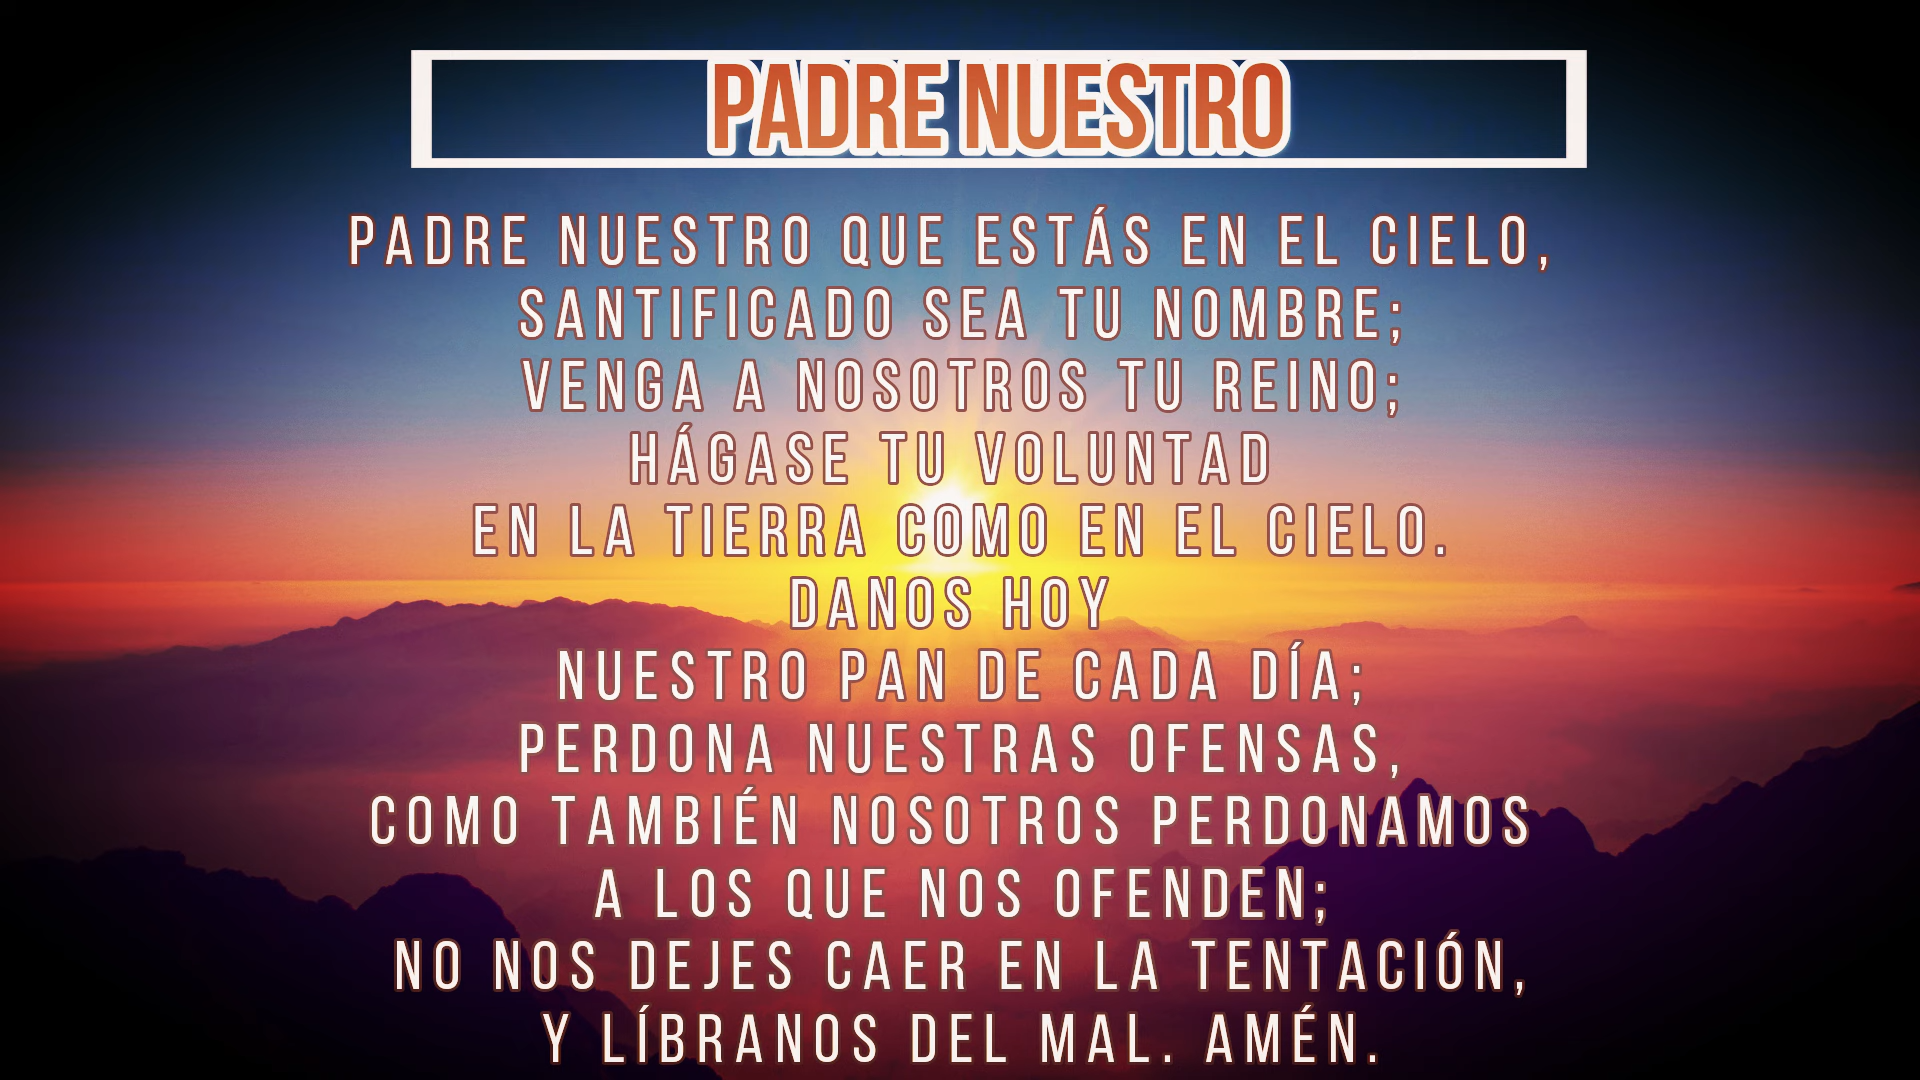 PADRE NUESTRO
PADRE NUESTRO QUE ESTÁS EN EL CIELO,
SANTIFICADO SEA TU NOMBRE;
VENGA A NOSOTROS TU REINO;
HÁGASE TU VOLUNTAD
EN LA TIERRA COMO EN EL CIELO.
DANOS HOY
NUESTRO PAN DE CADA DÍA;
PERDONA NUESTRAS OFENSAS,
COMO TAMBIÉN NOSOTROS PERDONAMOS
A LOS QUE NOS OFENDEN;
NO NOS DEJES CAER EN LA TENTACIÓN,
Y LÍBRANOS DEL MAL. AMÉN.